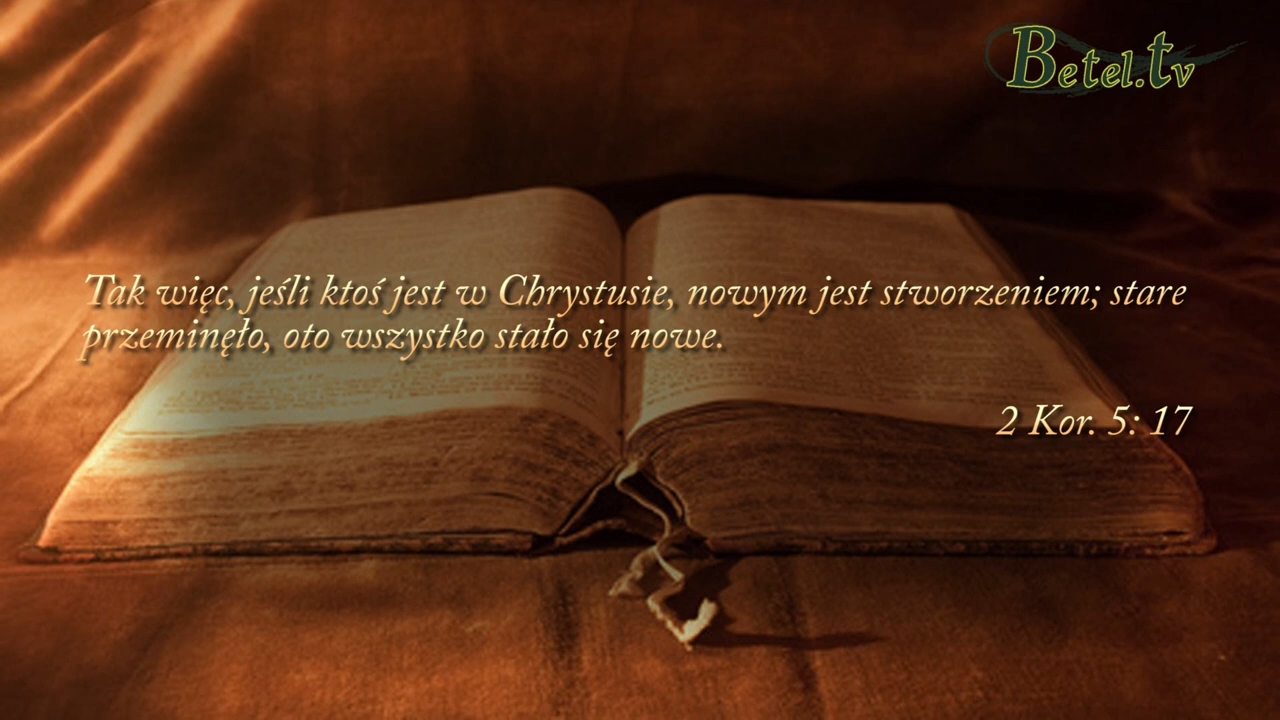 Betel.tv
Tak więc, jeśli ktoś jest w Chrystusie, nowym jest stworzeniem; stare
przeminęło, oto wszystko stało się nowe.
2 Kor. 5: 17